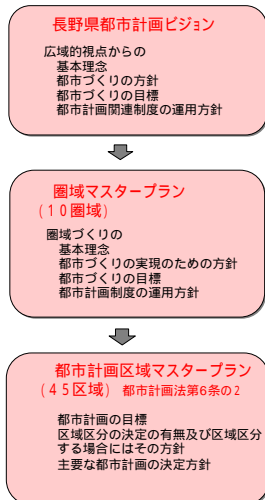 長野県都市計画ビジョン
広域的視点からの
基本理念
都市づくりの方針
都市づくりの目標
都市計画関連制度の運用方針
圏域マスタープラン
(10圏域)
圏域づくりの
基本理念
都市づくりの実現のための方針
都市づくりの目標
都市計画制度の運用方針
都市計画区域マスタープラン
(45区域) 都市計画法第6条の2
都市計画の目標
区域区分の決定の有無及び区域区分
する場合にはその方針
主要な都市計画の決定方針